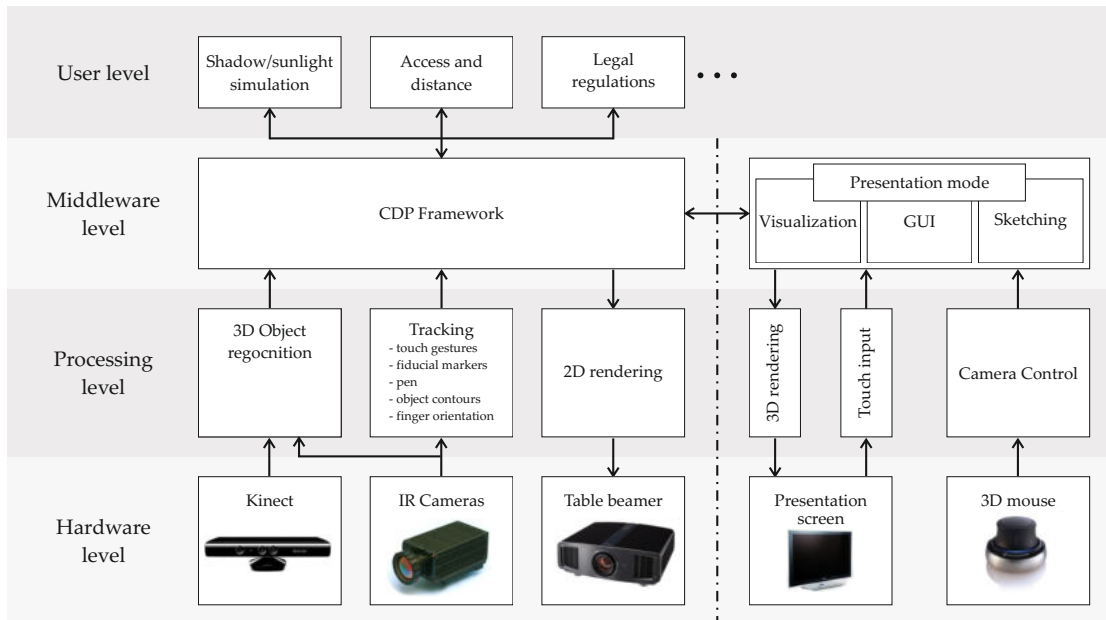 User level
Shadow/sunlight
simulation
Access and
distance
Legal
regulations
...
Middleware
level
CDP Framework
Presentation mode
Visualization
GUI
Sketching
Processing
level
3D Object
regocnition
Tracking
- touch gestures
- fiducial markers
- pen
- object contours
- finger orientation
2D rendering
3D rendering
Touch input
Camera Control
Hardware
level
Kinect
IR Cameras
Table beamer
Presentation
screen
3D mouse